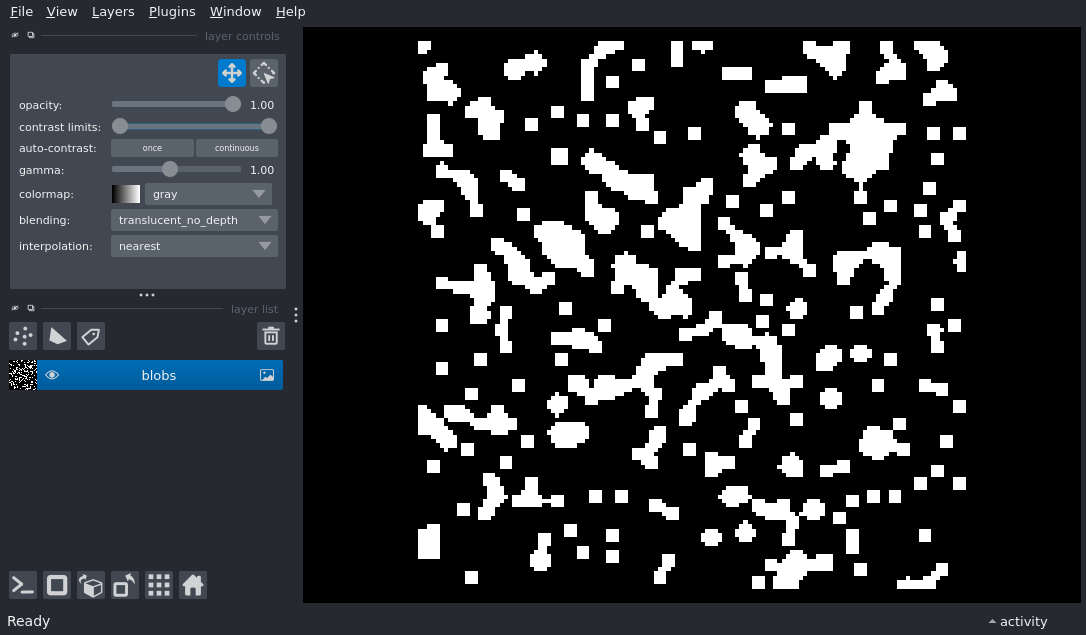 File View Layers Plugins Window Help
layer controls
opacity: 1.00
contrast limits:
auto-contrast: once continuous
gamma: 1.00
colormap: gray
blending: translucent_no_depth
interpolation: nearest
layer list
blobs
Ready activity